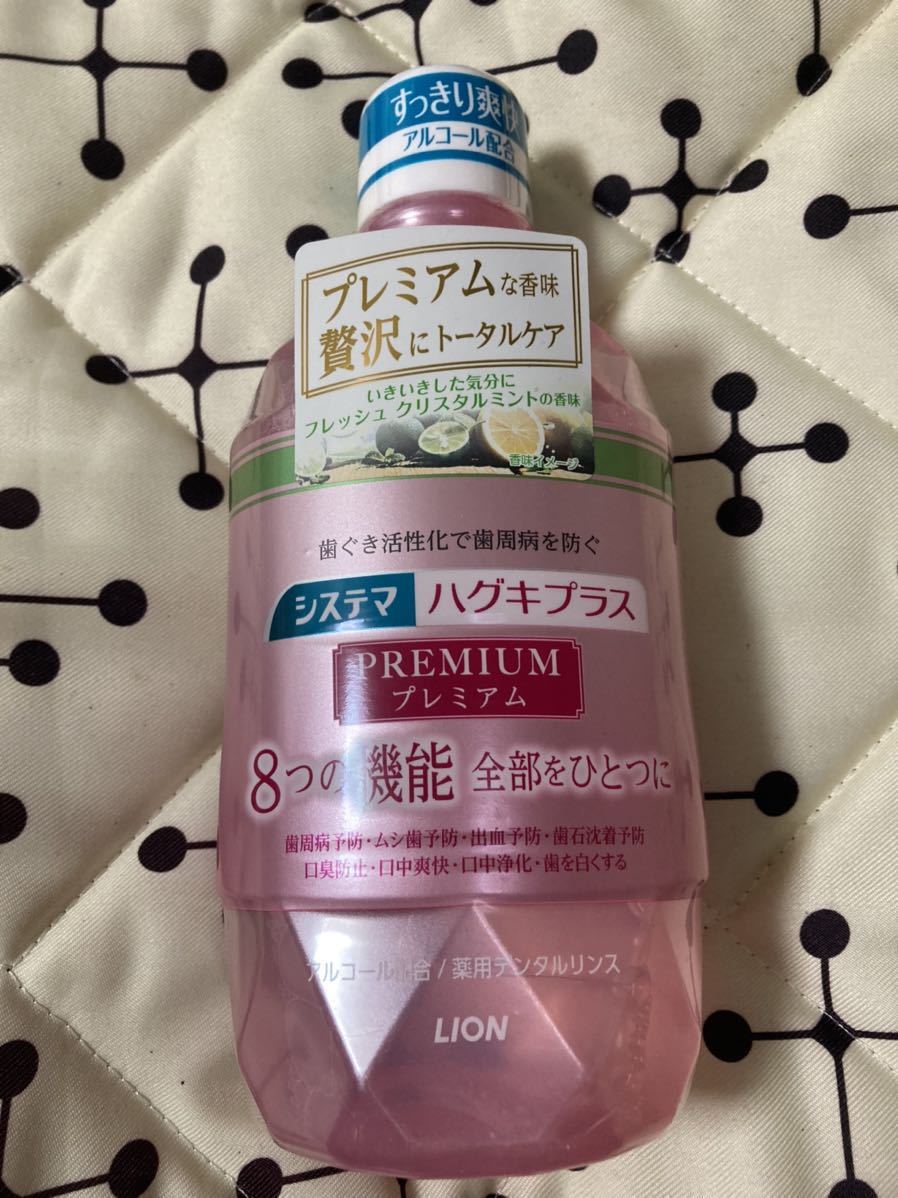 すっきり爽快
アルコール配合
プレミアムな香味
贅沢にトータルケア
いきいきした気分に
フレッシュ クリスタルミントの香味
香味イメージ
歯ぐき活性化で歯周病を防ぐ
システマ ハグキプラス
PREMIUM
プレミアム
8つの機能 全部をひとつに
歯周病予防・ムシ歯予防・出血予防・歯石沈着予防
口臭防止・口中爽快・口中浄化・歯を白くする
アルコール配合/薬用デンタルリンス
LION